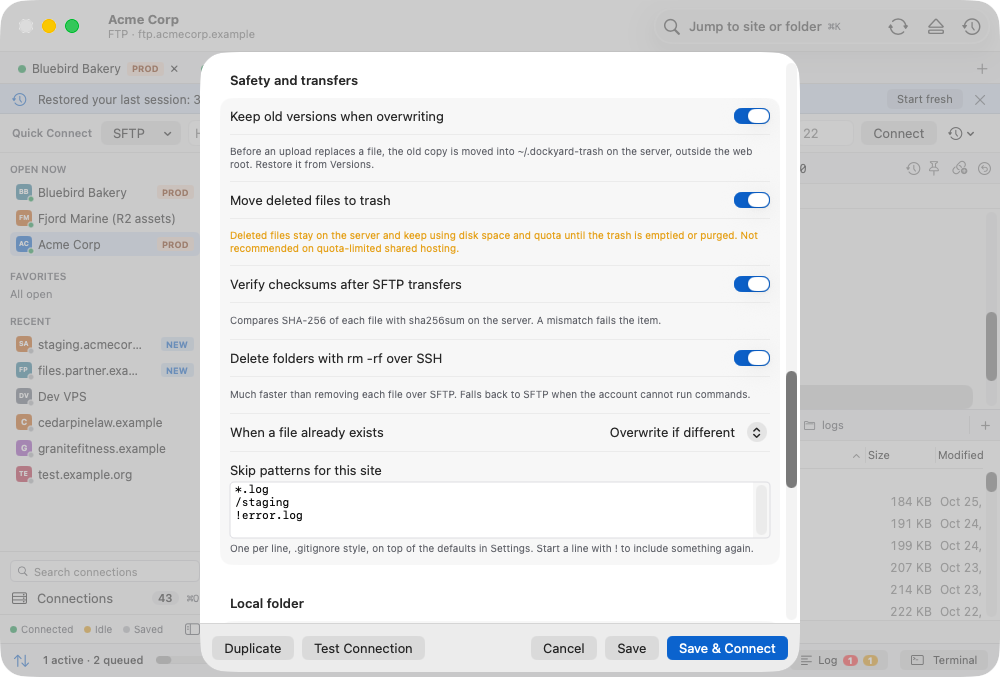 Acme Corp
FTP · ftp.acmecorp.example
Jump to site or folder ⌘K
Bluebird Bakery PROD ×
Restored your last session: 3
Start fresh
Quick Connect SFTP
22
Connect
OPEN NOW
BB Bluebird Bakery PROD
FM Fjord Marine (R2 assets)
AC Acme Corp PROD
FAVORITES
All open
RECENT
SA staging.acmecor... NEW
FP files.partner.exa... NEW
DV Dev VPS
C cedarpinelaw.example
G granitefitness.example
TE test.example.org
Search connections
Connections 43
Connected Idle Saved
1 active · 2 queued
Safety and transfers
Keep old versions when overwriting
Before an upload replaces a file, the old copy is moved into ~/.dockyard-trash on the server, outside the web
root. Restore it from Versions.
Move deleted files to trash
Deleted files stay on the server and keep using disk space and quota until the trash is emptied or purged. Not
recommended on quota-limited shared hosting.
Verify checksums after SFTP transfers
Compares SHA-256 of each file with sha256sum on the server. A mismatch fails the item.
Delete folders with rm -rf over SSH
Much faster than removing each file over SFTP. Falls back to SFTP when the account cannot run commands.
When a file already exists Overwrite if different
Skip patterns for this site
*.log
/staging
!error.log
One per line, .gitignore style, on top of the defaults in Settings. Start a line with ! to include something again.
Local folder
Duplicate
Test Connection
Cancel
Save
Save & Connect
logs
Size Modified
184 KB Oct 25,
191 KB Oct 24,
199 KB Oct 24,
207 KB Oct 23,
214 KB Oct 23,
222 KB Oct 22,
Log 1 1
Terminal